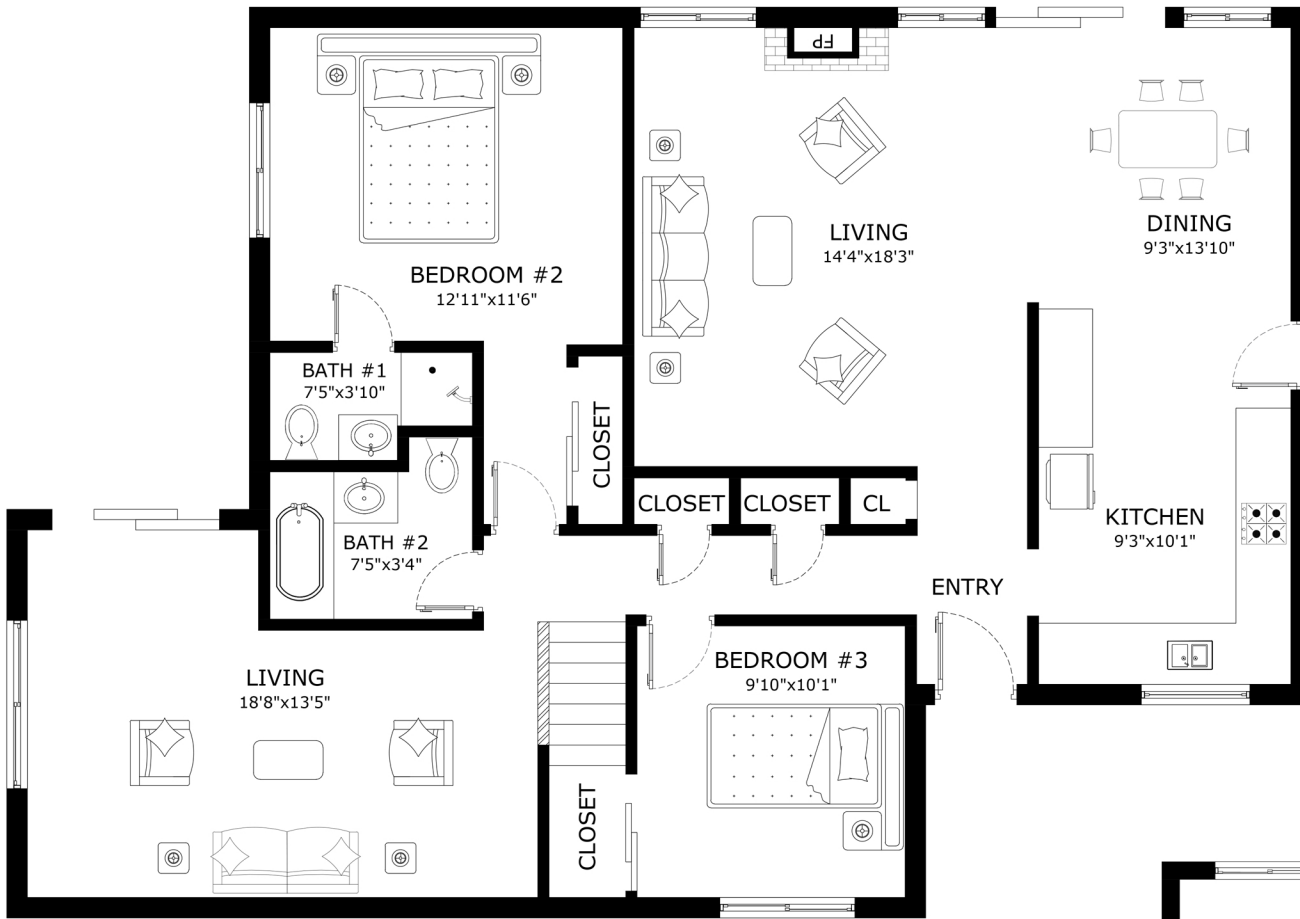 FP
BEDROOM #2
12'11"x11'6"
LIVING
14'4"x18'3"
DINING
9'3"x13'10"
BATH #1
7'5"x3'10"
CLOSET
CLOSET
CLOSET
CL
BATH #2
7'5"x3'4"
KITCHEN
9'3"x10'1"
ENTRY
LIVING
18'8"x13'5"
BEDROOM #3
9'10"x10'1"
CLOSET